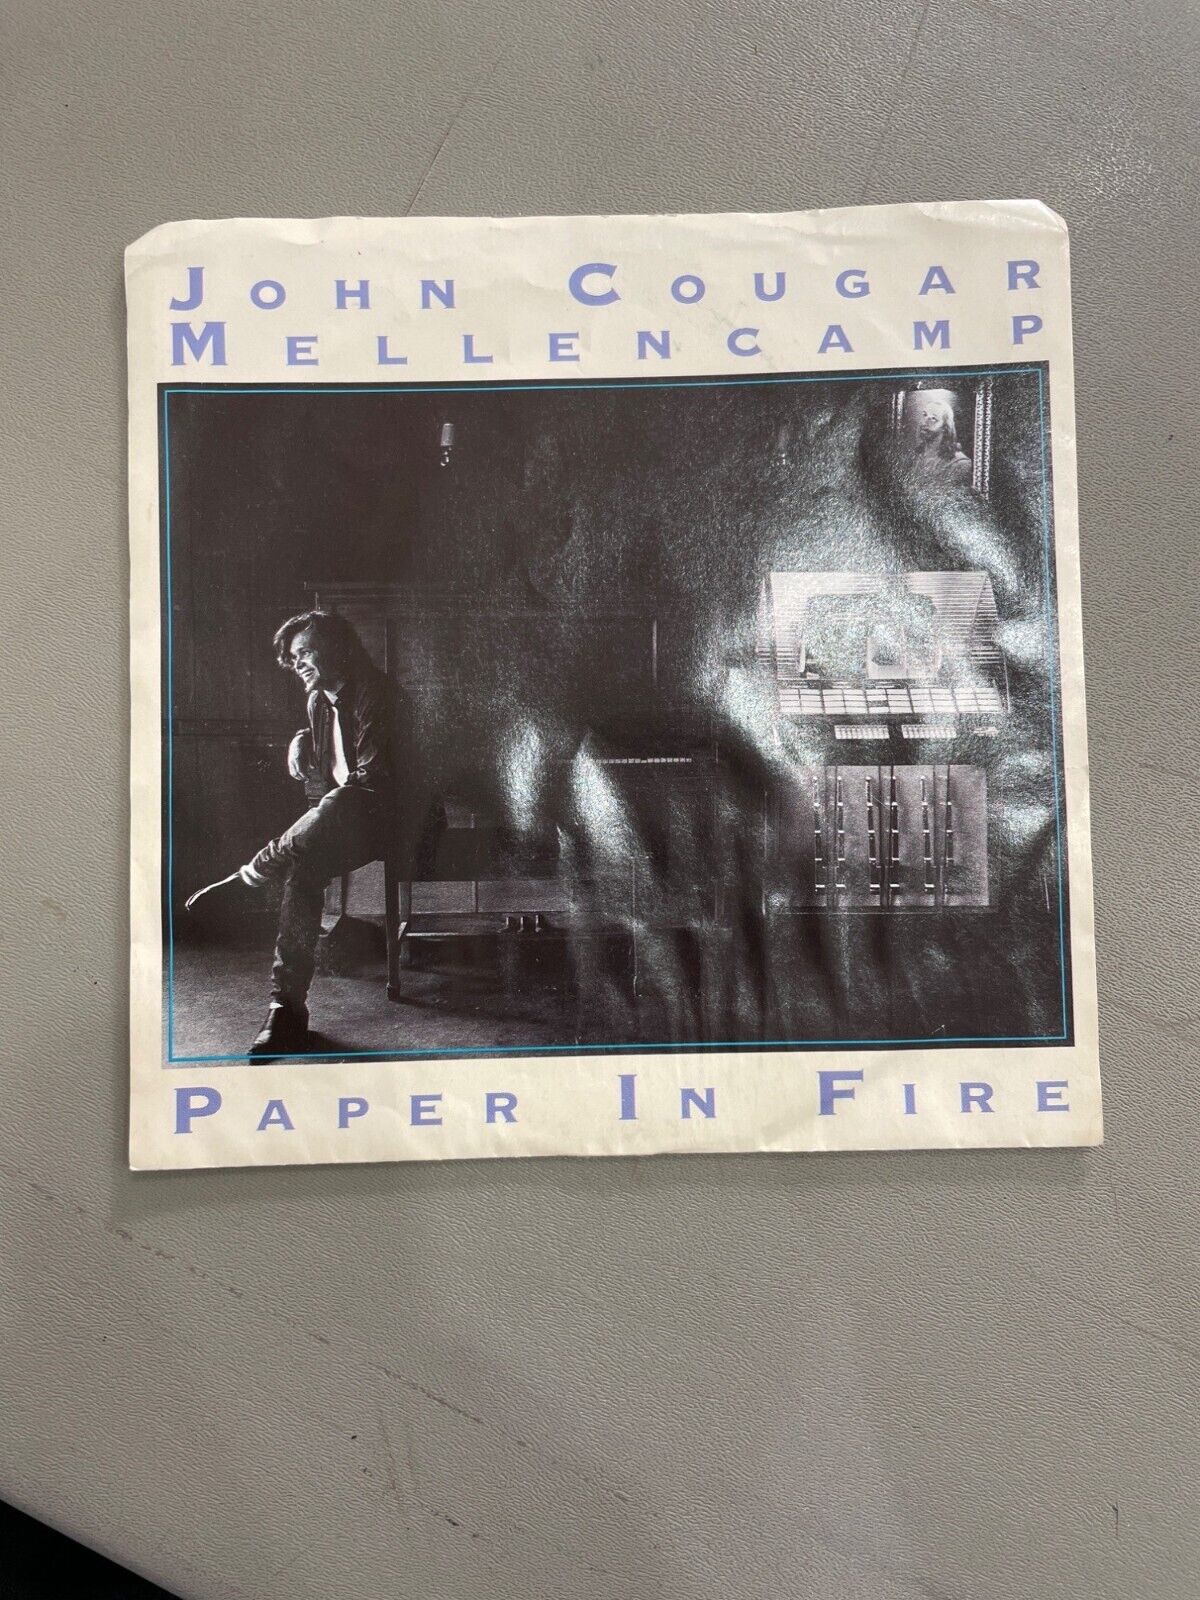 JOHN COUGAR
MELLENCAMP
PAPER IN FIRE